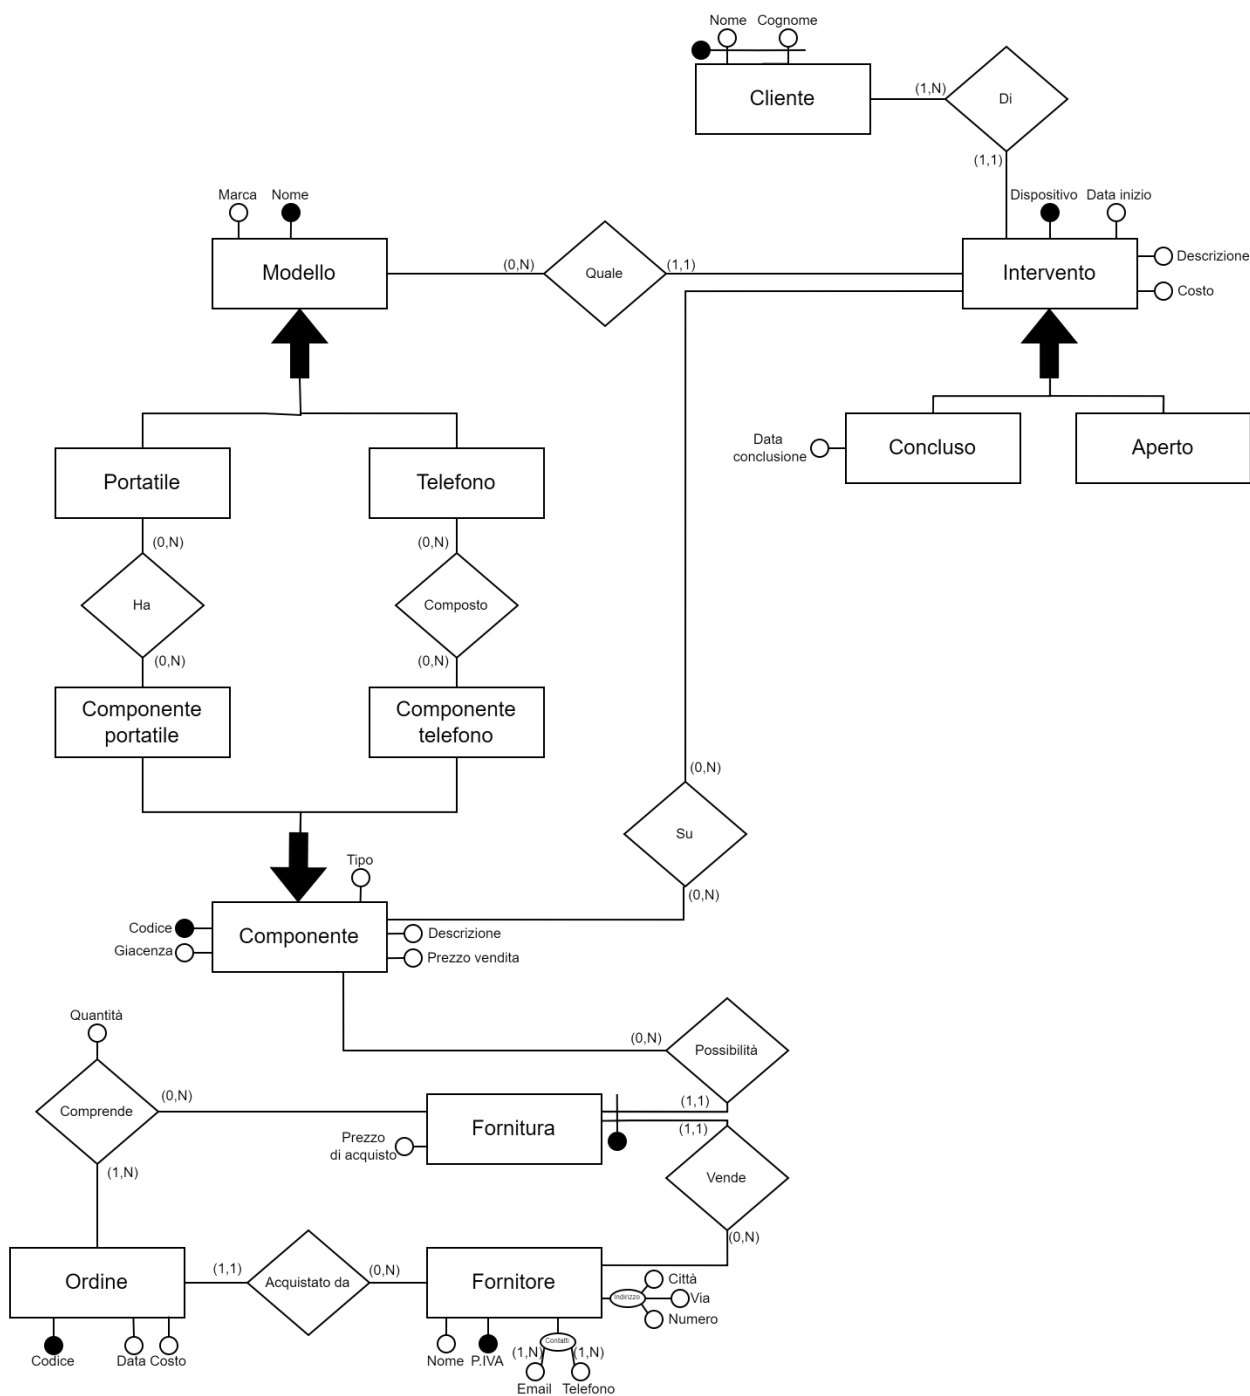 Nome
Cognome
Cliente
(1,N)
Di
(1,1)
Marca
Nome
Dispositivo
Data inizio
Modello
(0,N)
Quale
(1,1)
Intervento
Descrizione
Costo
Data
conclusione
Concluso
Aperto
Portatile
Telefono
(0,N)
(0,N)
Ha
Composto
(0,N)
(0,N)
Componente
portatile
Componente
telefono
(0,N)
Su
(0,N)
Tipo
Codice
Giacenza
Componente
Descrizione
Prezzo vendita
Quantità
(0,N)
Possibilità
(0,N)
(1,1)
Comprende
Fornitura
(1,1)
Prezzo
di acquisto
(1,N)
Vende
(0,N)
Ordine
(1,1)
Acquistato da
(0,N)
Fornitore
Indirizzo
Città
Via
Numero
Codice
Data
Costo
Nome
P.IVA
Contatti
(1,N)
(1,N)
Email
Telefono